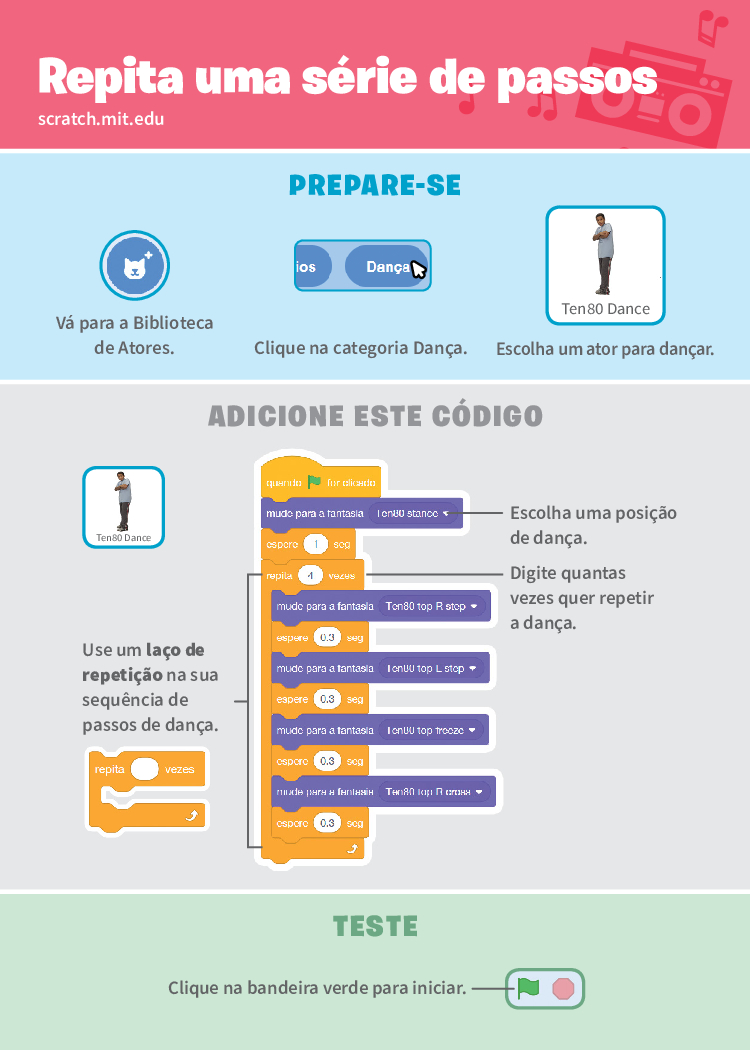 Repita uma série de passos
scratch.mit.edu
PREPARE-SE
ios
Dança
Ten80 Dance
Vá para a Biblioteca
de Atores.
Clique na categoria Dança.
Escolha um ator para dançar.
ADICIONE ESTE CÓDIGO
Ten80 Dance
quando for clicado
mude para a fantasia Ten80 stance
espere 1 seg
repita 4 vezes
mude para a fantasia Ten80 top R step
espere 0.3 seg
mude para a fantasia Ten80 top L step
espere 0.3 seg
mude para a fantasia Ten80 top freeze
espere 0.3 seg
mude para a fantasia Ten80 top R cross
espere 0.3 seg
Escolha uma posição
de dança.
Digite quantas
vezes quer repetir
a dança.
Use um laço de
repetição na sua
sequência de
passos de dança.
repita vezes
TESTE
Clique na bandeira verde para iniciar.